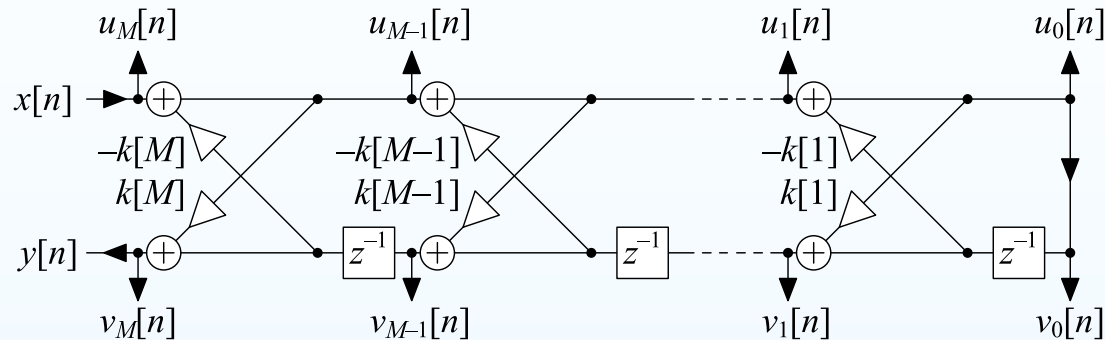 u_M[n] u_{M–1}[n] u_1[n] u_0[n]
x[n] + + +
–k[M] –k[M–1] –k[1]
k[M] k[M–1] k[1]
y[n] + z^{–1} + z^{–1} + z^{–1}
v_M[n] v_{M–1}[n] v_1[n] v_0[n]